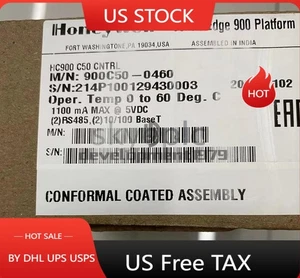 US STOCK
Honeywell
dge 900 Platform
FORT WASHINGTON,PA 19034,USA
ASSEMBLED IN INDIA
HC900 C50 CNTRL
M/N: 900C50-0460
S/N:214P100129430003
HOT
102
Oper. Temp 0 to 60 Deg. C
1100 mA MAX @ 5VDC
(2)RS485,(2)10/100 BaseT
EAC
M/N:
S/N:
CONFORMAL COATED ASSEMBLY
HOT SALE
BY DHL UPS USPS
US Free TAX